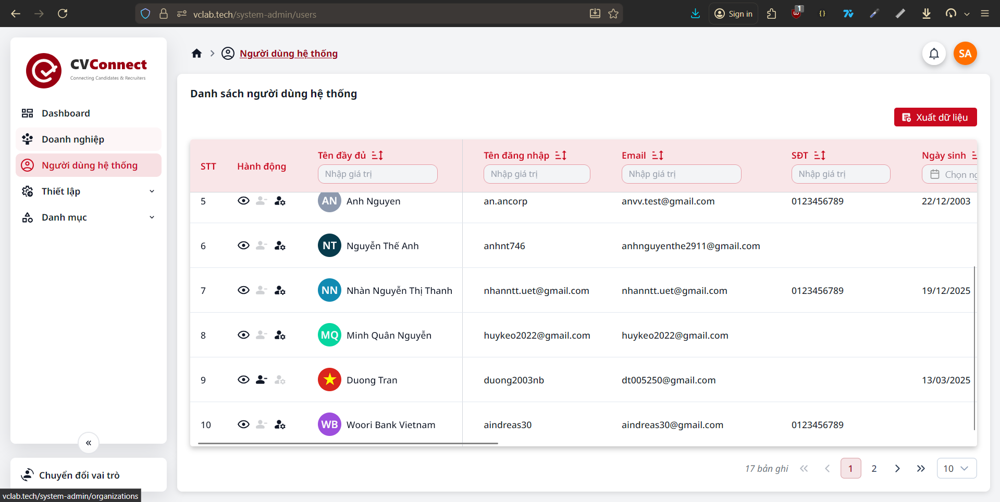 vclab.tech/system-admin/users
Sign in
1
CVConnect
Connecting Candidates & Recruiters
Dashboard
Doanh nghiệp
Người dùng hệ thống
Thiết lập
Danh mục
Chuyển đổi vai trò
vclab.tech/system-admin/organizations
Người dùng hệ thống
SA
Danh sách người dùng hệ thống
Xuất dữ liệu
STT Hành động Tên đầy đủ Tên đăng nhập Email SĐT Ngày sinh
Nhập giá trị Nhập giá trị Nhập giá trị Nhập giá trị Chọn ng
5 AN Anh Nguyen an.ancorp anvv.test@gmail.com 0123456789 22/12/2003
6 NT Nguyễn Thế Anh anhnt746 anhnguyenthe2911@gmail.com
7 NN Nhàn Nguyễn Thị Thanh nhanntt.uet@gmail.com nhanntt.uet@gmail.com 0123456789 19/12/2025
8 MQ Minh Quân Nguyễn huykeo2022@gmail.com huykeo2022@gmail.com
9 Duong Tran duong2003nb dt005250@gmail.com 13/03/2025
10 WB Woori Bank Vietnam aindreas30 aindreas30@gmail.com 0123456789
17 bản ghi 1 2 10